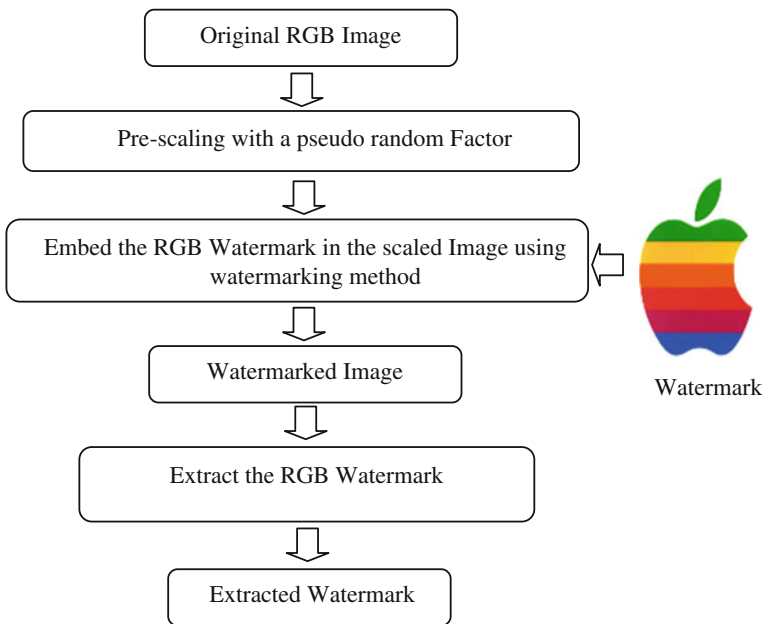 Original RGB Image
Pre-scaling with a pseudo random Factor
Embed the RGB Watermark in the scaled Image using
watermarking method
Watermark
Watermarked Image
Extract the RGB Watermark
Extracted Watermark